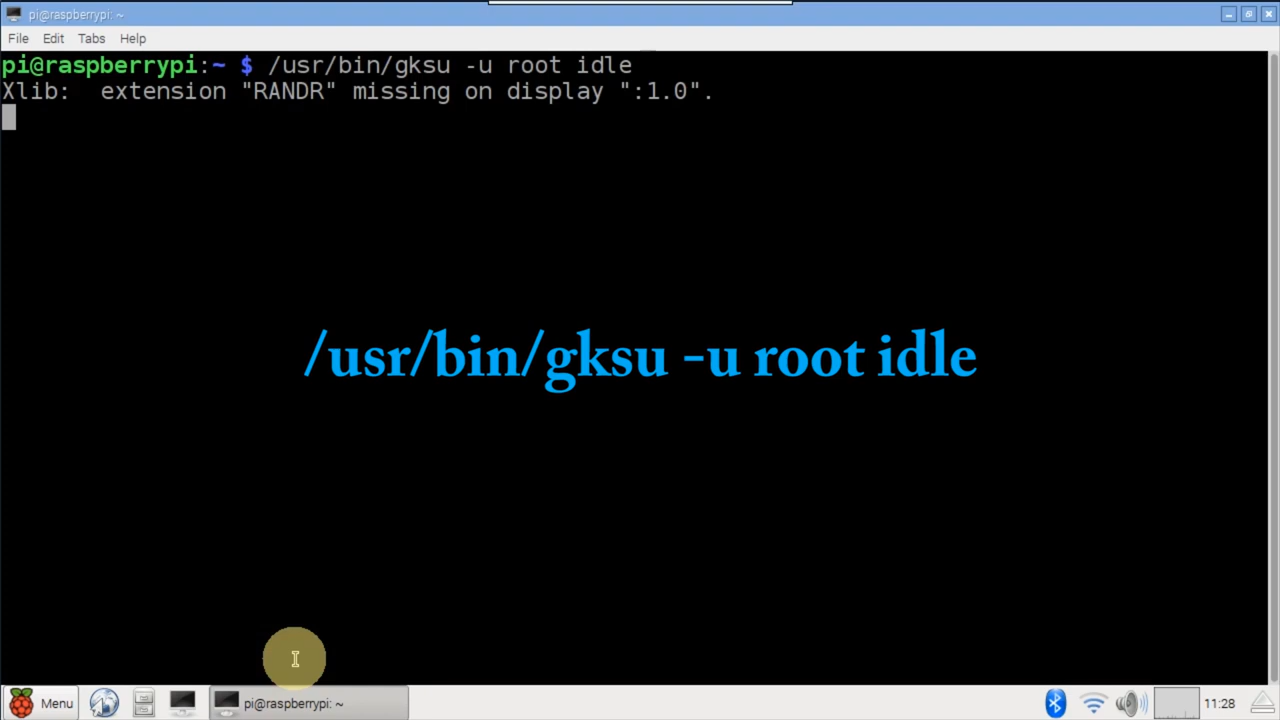 pi@raspberrypi: ~
File Edit Tabs Help
pi@raspberrypi:~ $ /usr/bin/gksu -u root idle
Xlib:  extension "RANDR" missing on display ":1.0".
/usr/bin/gksu -u root idle
Menu pi@raspberrypi: ~ 11:28